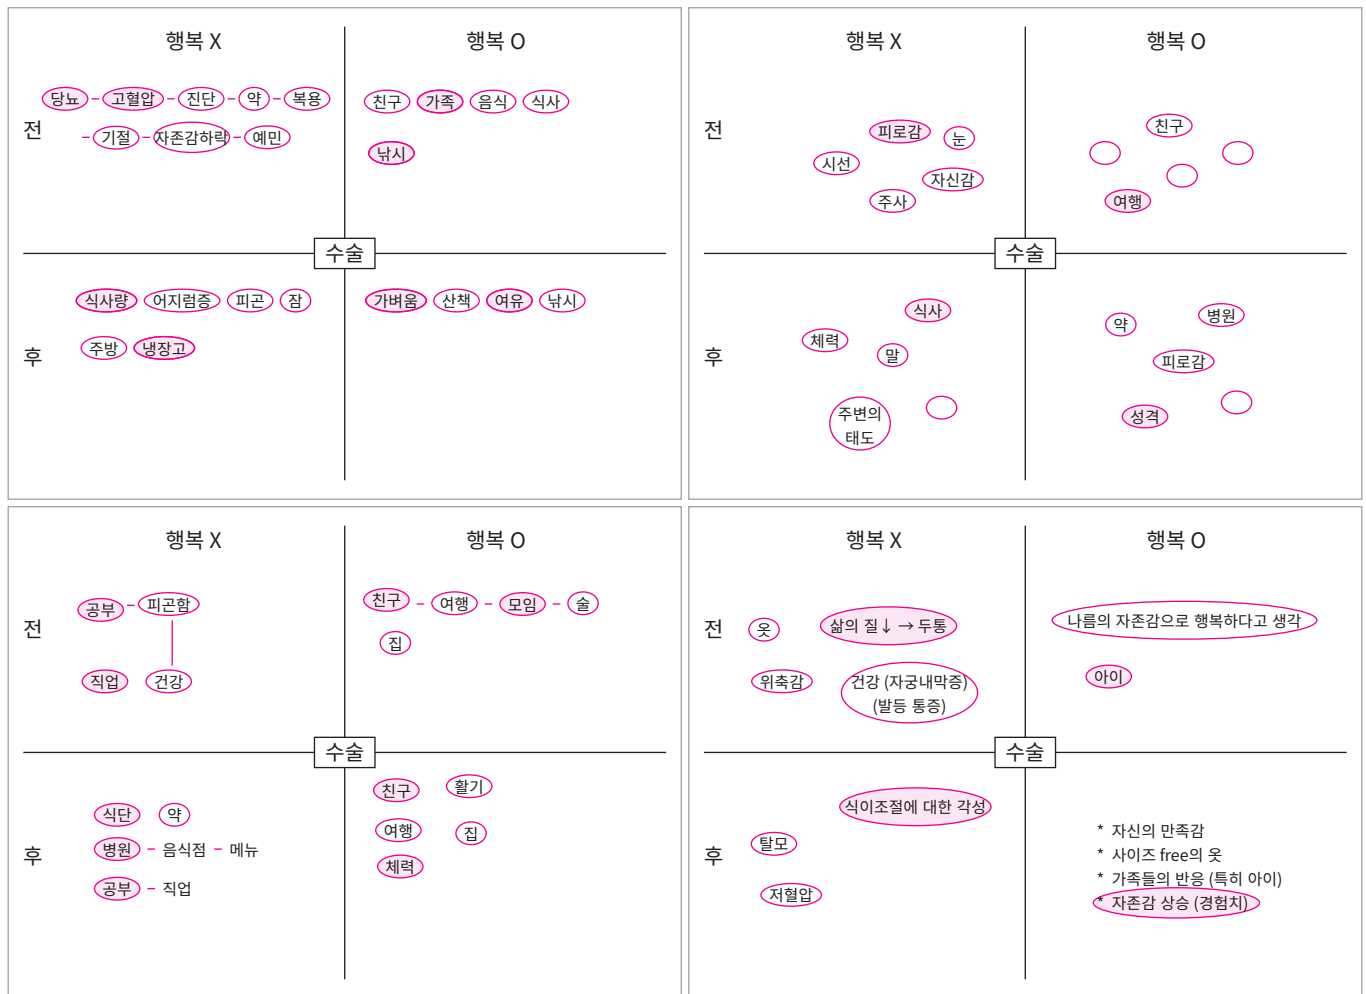 행복 X 행복 O
전
당뇨 - 고혈압 - 진단 - 약 - 복용
- 기절 - 자존감하락 - 예민
친구 가족 음식 식사
낚시
수술
후
식사량 어지럼증 피곤 잠
주방 냉장고
가벼움 산책 여유 낚시
행복 X 행복 O
전
피로감 눈
시선
자신감
주사
친구
여행
수술
후
식사
체력
말
주변의
태도
약 병원
피로감
성격
행복 X 행복 O
전
공부 - 피곤함
직업 건강
친구 - 여행 - 모임 - 술
집
수술
후
식단 약
병원 - 음식점 - 메뉴
공부 - 직업
친구 활기
여행 집
체력
행복 X 행복 O
전
옷 삶의 질↓ → 두통
위축감 건강 (자궁내막증)
(발등 통증)
나름의 자존감으로 행복하다고 생각
아이
수술
후
식이조절에 대한 각성
탈모
저혈압
* 자신의 만족감
* 사이즈 free의 옷
* 가족들의 반응 (특히 아이)
* 자존감 상승 (경험치)